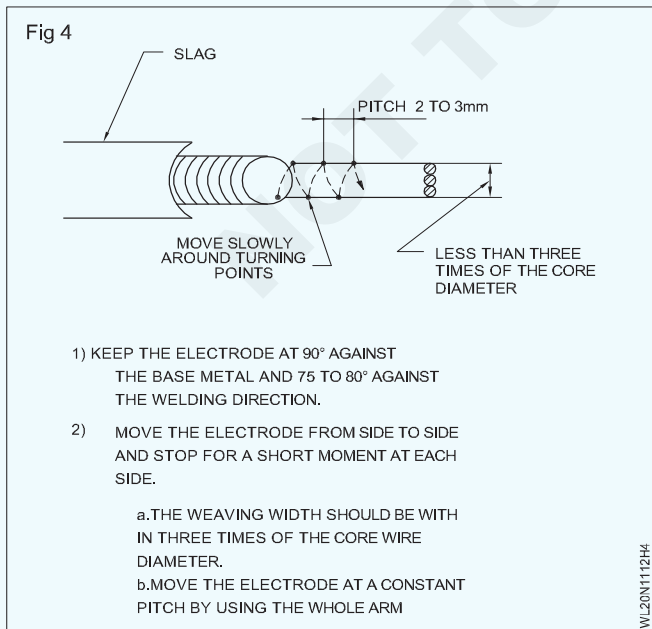 Fig 4
SLAG
PITCH 2 TO 3mm
MOVE SLOWLY
AROUND TURNING
POINTS
LESS THAN THREE
TIMES OF THE CORE
DIAMETER
1) KEEP THE ELECTRODE AT 90° AGAINST
THE BASE METAL AND 75 TO 80° AGAINST
THE WELDING DIRECTION.
2) MOVE THE ELECTRODE FROM SIDE TO SIDE
AND STOP FOR A SHORT MOMENT AT EACH
SIDE.
a.THE WEAVING WIDTH SHOULD BE WITH
IN THREE TIMES OF THE CORE WIRE
DIAMETER.
b.MOVE THE ELECTRODE AT A CONSTANT
PITCH BY USING THE WHOLE ARM
WL20N1112H4
NOT TO